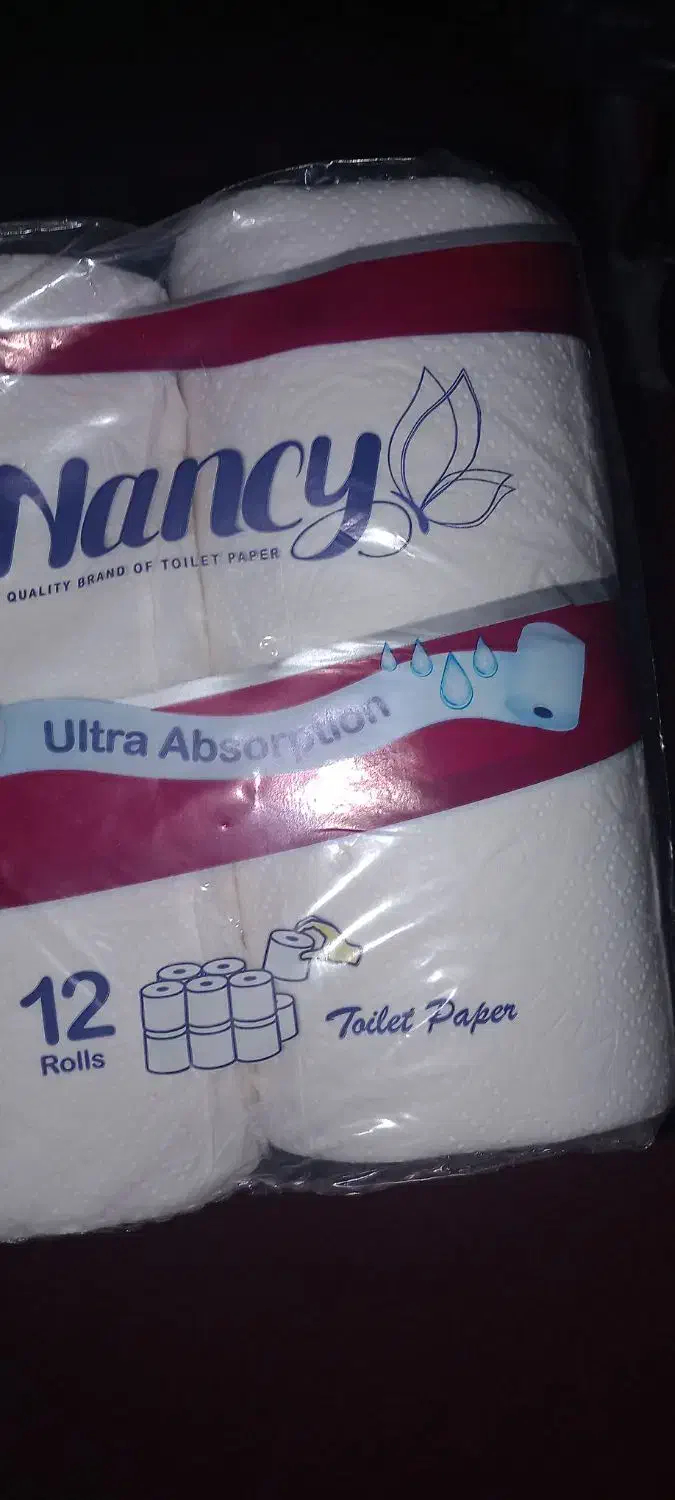 Nancy
QUALITY BRAND OF TOILET PAPER
Ultra Absorption
12
Rolls
Toilet Paper